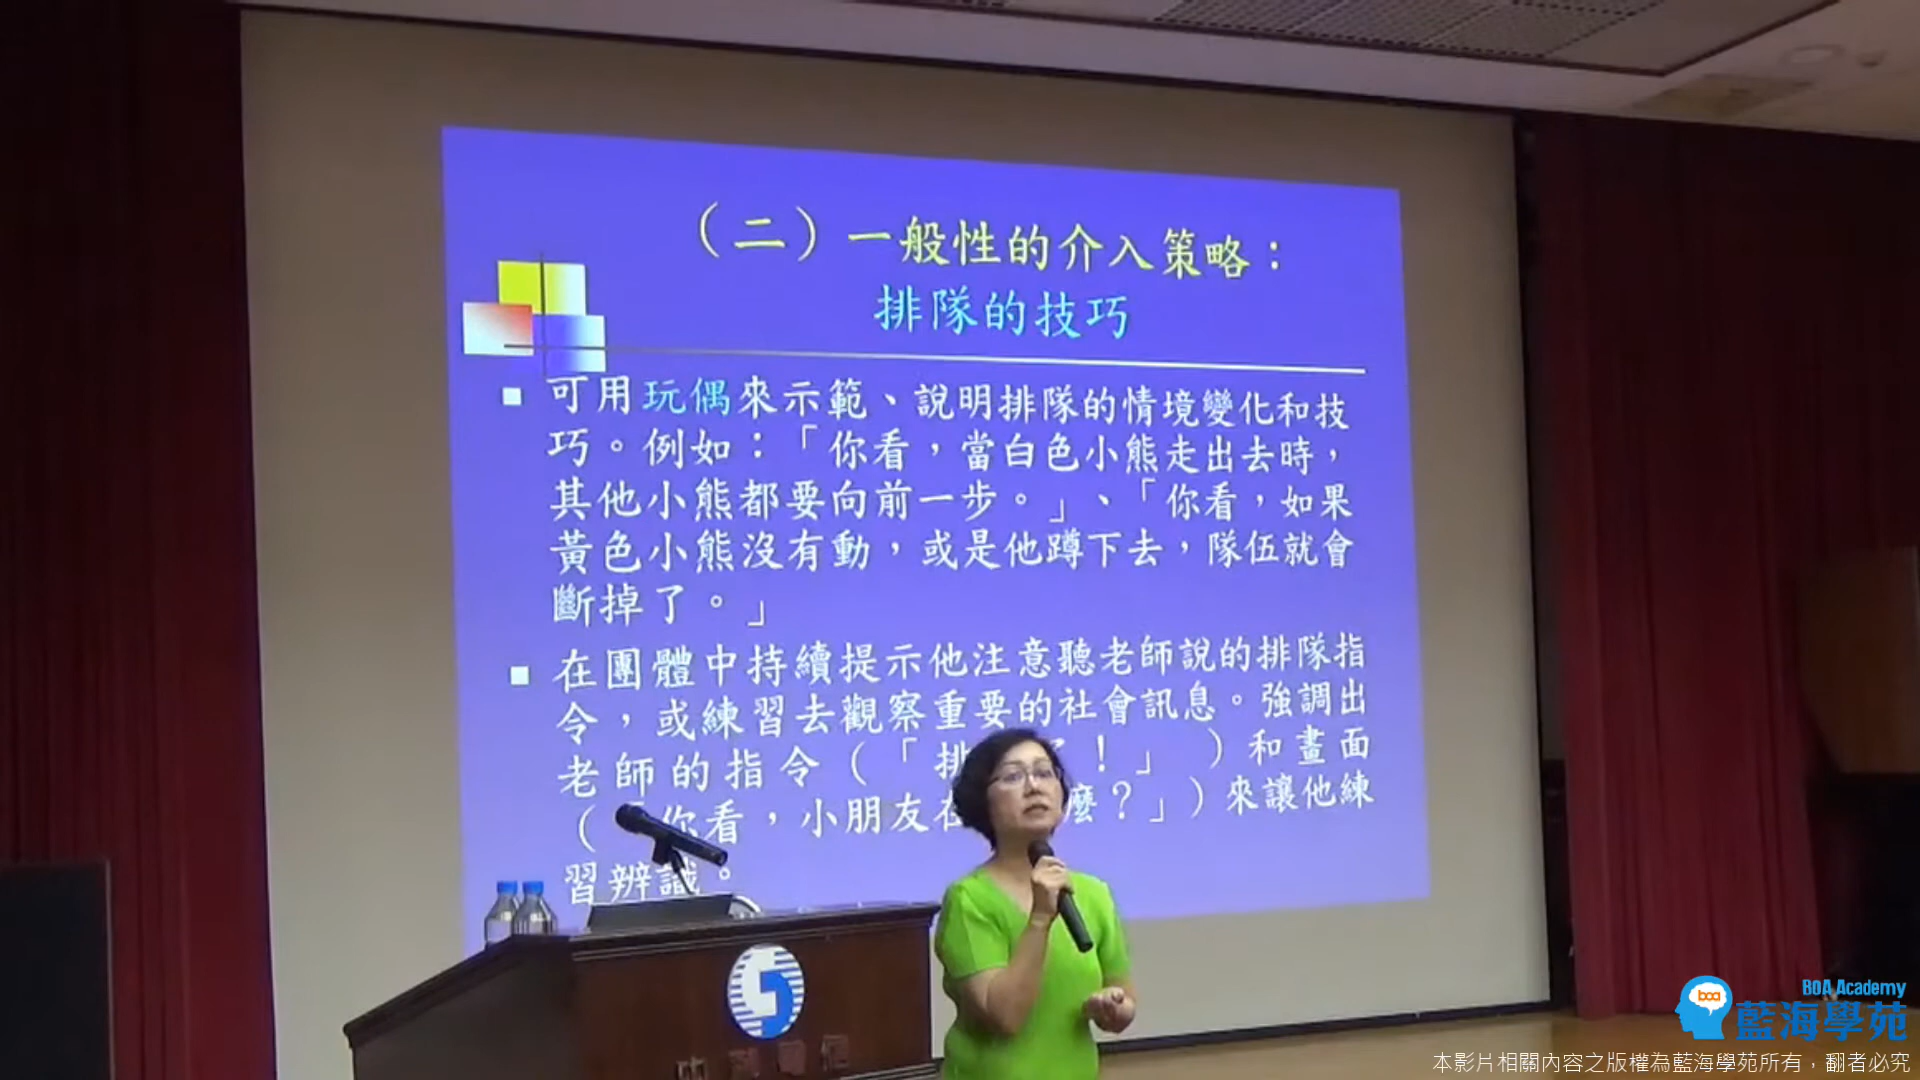 （二）一般性的介入策略：
排隊的技巧
可用玩偶來示範、說明排隊的情境變化和技
巧。例如：「你看，當白色小熊走出去時，
其他小熊都要向前一步。」、「你看，如果
黃色小熊沒有動，或是他蹲下去，隊伍就會
斷掉了。」
在團體中持續提示他注意聽老師說的排隊指
令，或練習去觀察重要的社會訊息。強調出
老師的指令（「排 ！」）和畫面
（ 你看，小朋友在 麼？」）來讓他練
習辨識。
boa
BOA Academy
藍海學苑
本影片相關內容之版權為藍海學苑所有，翻者必究